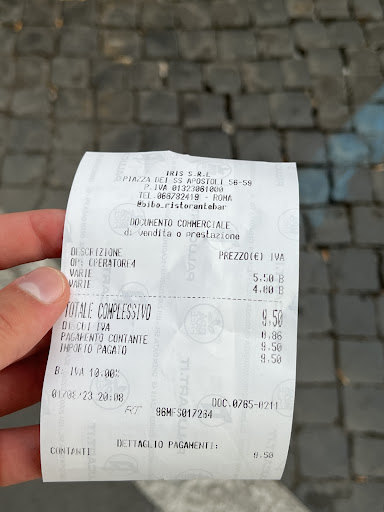 IRIS S.R.L
PIAZZA DEI SS APOSTOLI 56-59
P.IVA 01323081000
TEL.066782419 - ROMA
@bibo_ristorantebar
DOCUMENTO COMMERCIALE
di vendita o prestazione
DESCRIZIONE PREZZO(€) IVA
OPE OPERATORE4
VARIE 5.50 B
VARIE 4.00 B
TOTALE COMPLESSIVO 9.50
DI CUI IVA 0.86
PAGAMENTO CONTANTE 9.50
IMPORTO PAGATO 9.50
B: IVA 10.00%
01/08/23 20:08 DOC.0765-0211
RT 96MFS017234
DETTAGLIO PAGAMENTI:
CONTANTI 9.50